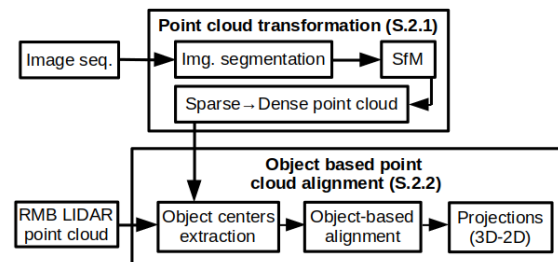 Point cloud transformation (S.2.1)
Image seq.
Img. segmentation
SfM
Sparse→Dense point cloud
Object based point
cloud alignment (S.2.2)
RMB LIDAR
point cloud
Object centers
extraction
Object-based
alignment
Projections
(3D-2D)